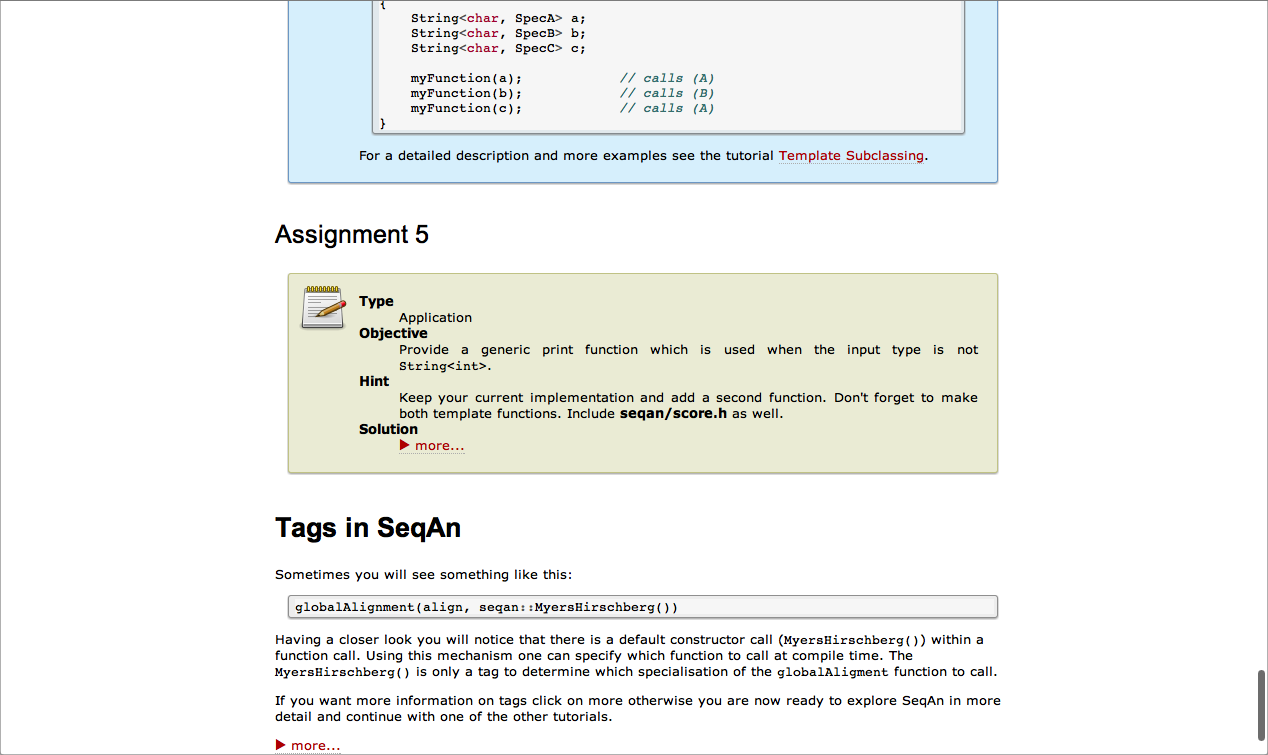 {
String<char, SpecA> a;
String<char, SpecB> b;
String<char, SpecC> c;
myFunction(a); // calls (A)
myFunction(b); // calls (B)
myFunction(c); // calls (A)
}
For a detailed description and more examples see the tutorial Template Subclassing.
Assignment 5
Type
Application
Objective
Provide a generic print function which is used when the input type is not
String<int>.
Hint
Keep your current implementation and add a second function. Don't forget to make
both template functions. Include seqan/score.h as well.
Solution
▶ more...
Tags in SeqAn
Sometimes you will see something like this:
globalAlignment(align, seqan::MyersHirschberg())
Having a closer look you will notice that there is a default constructor call (MyersHirschberg()) within a
function call. Using this mechanism one can specify which function to call at compile time. The
MyersHirschberg() is only a tag to determine which specialisation of the globalAligment function to call.
If you want more information on tags click on more otherwise you are now ready to explore SeqAn in more
detail and continue with one of the other tutorials.
▶ more...